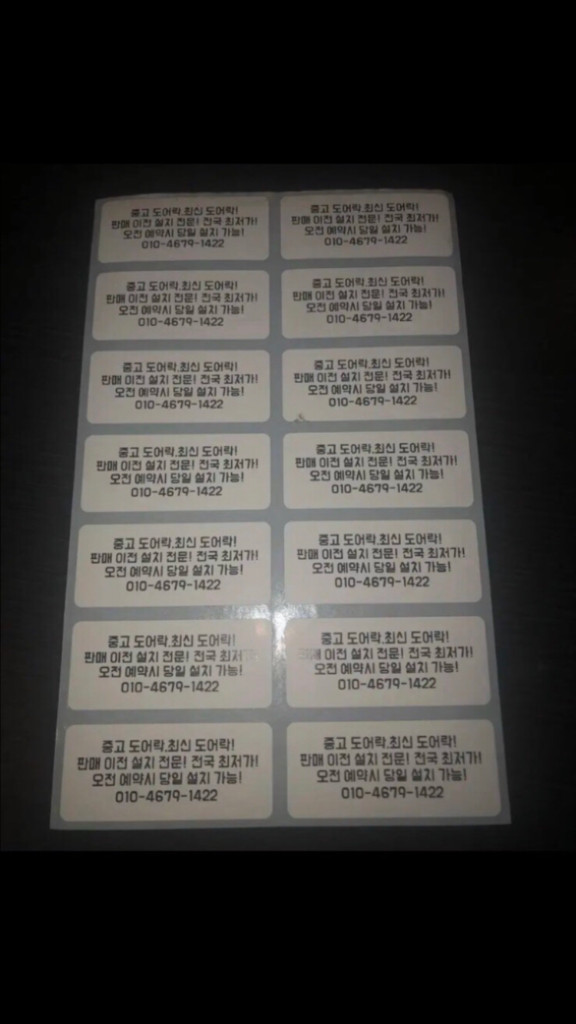 중고 도어락,최신 도어락! 중고 도어락,최신 도어락!
판매 이전 설치 전문! 전국 최저가! 판매 이전 설치 전문! 전국 최저가!
오전 예약시 당일 설치 가능! 오전 예약시 당일 설치 가능!
010-4679-1422 010-4679-1422
중고 도어락,최신 도어락! 중고 도어락,최신 도어락!
판매 이전 설치 전문! 전국 최저가! 판매 이전 설치 전문! 전국 최저가!
오전 예약시 당일 설치 가능! 오전 예약시 당일 설치 가능!
010-4679-1422 010-4679-1422
중고 도어락,최신 도어락! 중고 도어락,최신 도어락!
판매 이전 설치 전문! 전국 최저가! 판매 이전 설치 전문! 전국 최저가!
오전 예약시 당일 설치 가능! 오전 예약시 당일 설치 가능!
010-4679-1422 010-4679-1422
중고 도어락,최신 도어락! 중고 도어락,최신 도어락!
판매 이전 설치 전문! 전국 최저가! 판매 이전 설치 전문! 전국 최저가!
오전 예약시 당일 설치 가능! 오전 예약시 당일 설치 가능!
010-4679-1422 010-4679-1422
중고 도어락,최신 도어락! 중고 도어락,최신 도어락!
판매 이전 설치 전문! 전국 최저가! 판매 이전 설치 전문! 전국 최저가!
오전 예약시 당일 설치 가능! 오전 예약시 당일 설치 가능!
010-4679-1422 010-4679-1422
중고 도어락,최신 도어락! 중고 도어락,최신 도어락!
판매 이전 설치 전문! 전국 이전 설치 전문! 전국 최저가!
오전 예약시 당일 설치 가능! 오전 예약시 당일 설치 가능!
010-4679-1422 010-4679-1422
중고 도어락,최신 도어락! 중고 도어락,최신 도어락!
판매 이전 설치 전문! 전국 최저가! 판매 이전 설치 전문! 전국 최저가!
오전 예약시 당일 설치 가능! 오전 예약시 당일 설치 가능!
010-4679-1422 010-4679-1422